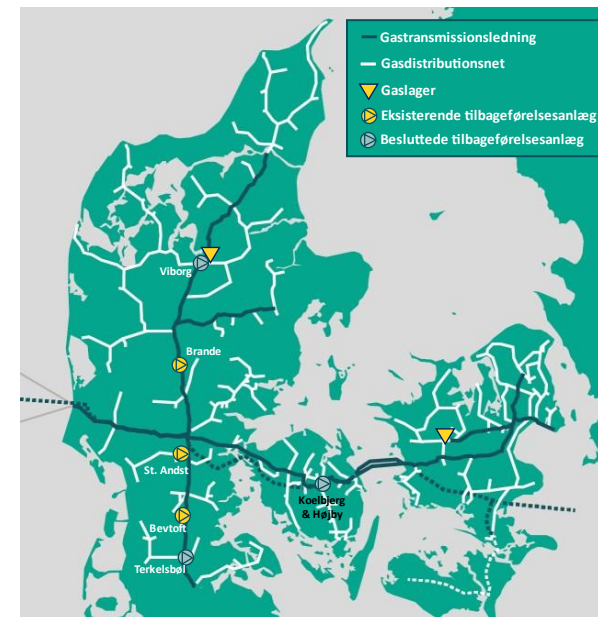 Gastransmissionsledning
Gasdistributionsnet
Gaslager
Eksisterende tilbageførelsesanlæg
Besluttede tilbageførelsesanlæg
Viborg
Brande
St. Andst
Koelbjerg
& Højby
Bevtoft
Terkelsbøl